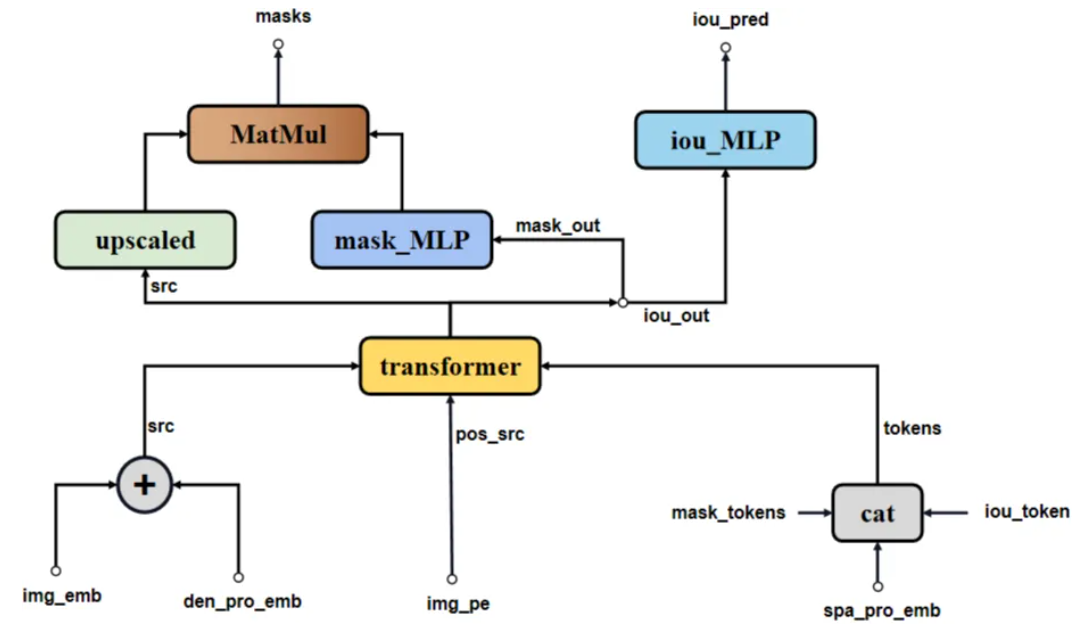 masks
iou_pred
MatMul
iou_MLP
upscaled
mask_MLP
mask_out
src
iou_out
transformer
src
pos_src
tokens
+
mask_tokens
cat
iou_token
img_emb
den_pro_emb
img_pe
spa_pro_emb